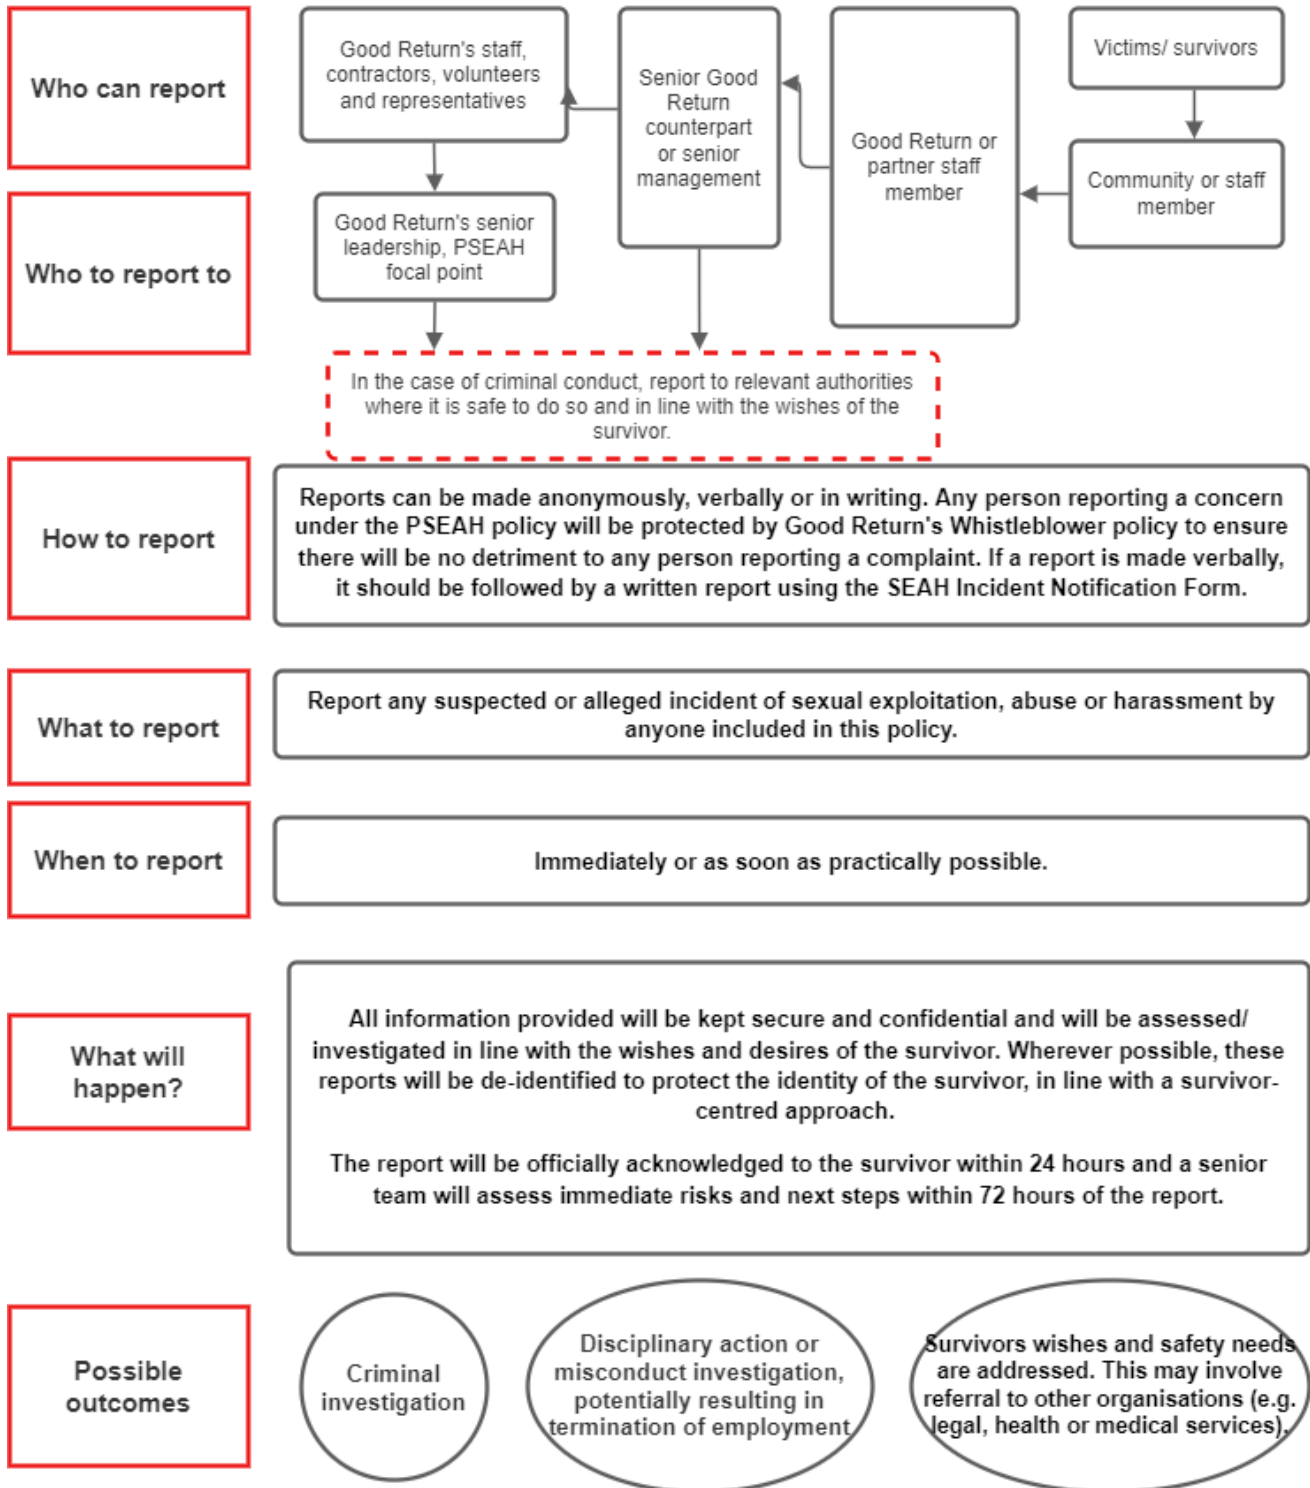 Who can report
Good Return's staff,
contractors, volunteers
and representatives
Senior Good
Return
counterpart
or senior
management
Good Return or
partner staff
member
Victims/ survivors
Community or staff
member
Who to report to
Good Return's senior
leadership, PSEAH
focal point
In the case of criminal conduct, report to relevant authorities
where it is safe to do so and in line with the wishes of the
survivor.
How to report
Reports can be made anonymously, verbally or in writing. Any person reporting a concern
under the PSEAH policy will be protected by Good Return's Whistleblower policy to ensure
there will be no detriment to any person reporting a complaint. If a report is made verbally,
it should be followed by a written report using the SEAH Incident Notification Form.
What to report
Report any suspected or alleged incident of sexual exploitation, abuse or harassment by
anyone included in this policy.
When to report
Immediately or as soon as practically possible.
What will
happen?
All information provided will be kept secure and confidential and will be assessed/
investigated in line with the wishes and desires of the survivor. Wherever possible, these
reports will be de-identified to protect the identity of the survivor, in line with a survivor-
centred approach.
The report will be officially acknowledged to the survivor within 24 hours and a senior
team will assess immediate risks and next steps within 72 hours of the report.
Possible
outcomes
Criminal
investigation
Disciplinary action or
misconduct investigation,
potentially resulting in
termination of employment
Survivors wishes and safety needs
are addressed. This may involve
referral to other organisations (e.g.
legal, health or medical services).